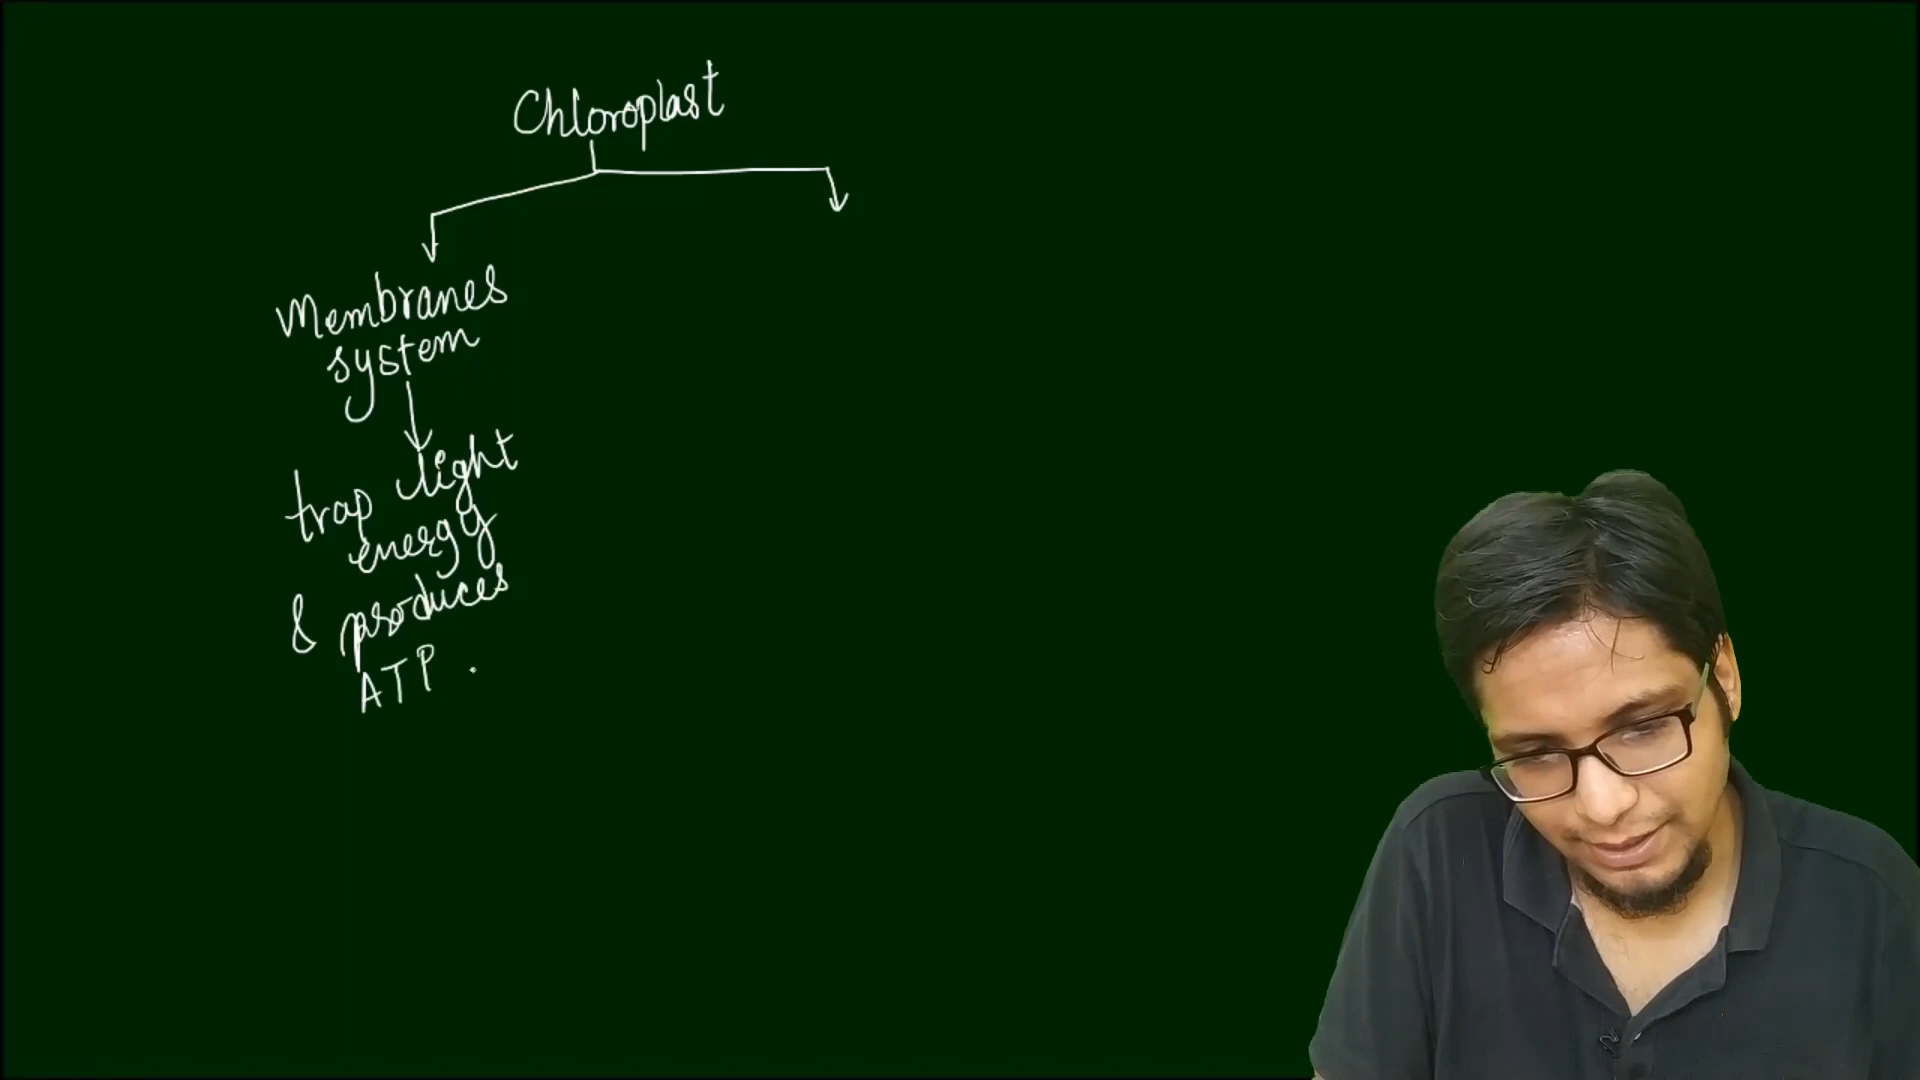 Chloroplast
Membranes
system
trap light
energy
& produces
ATP.